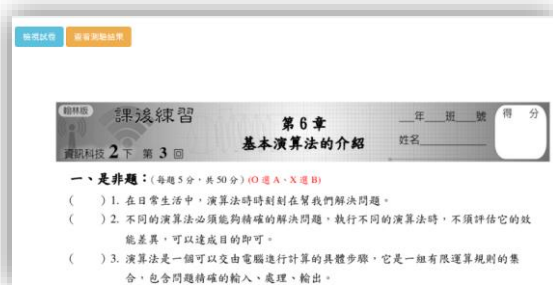 檢視試卷 查看測驗結果
翰林版 課後練習 第 6 章 __年__班__號 得 分
資訊科技 2 下 第 3 回 基本演算法的介紹 姓名
一、是非題：(每題 5 分，共 50 分) (O 選 A、X 選 B)
( ) 1. 在日常生活中，演算法時時刻刻在幫我們解決問題。
( ) 2. 不同的演算法必須能夠精確的解決問題，執行不同的演算法時，不須評估它的效
能差異，可以達成目的即可。
( ) 3. 演算法是一個可以交由電腦進行計算的具體步驟，它是一組有限運算規則的集
合，包含問題精確的輸入、處理、輸出。